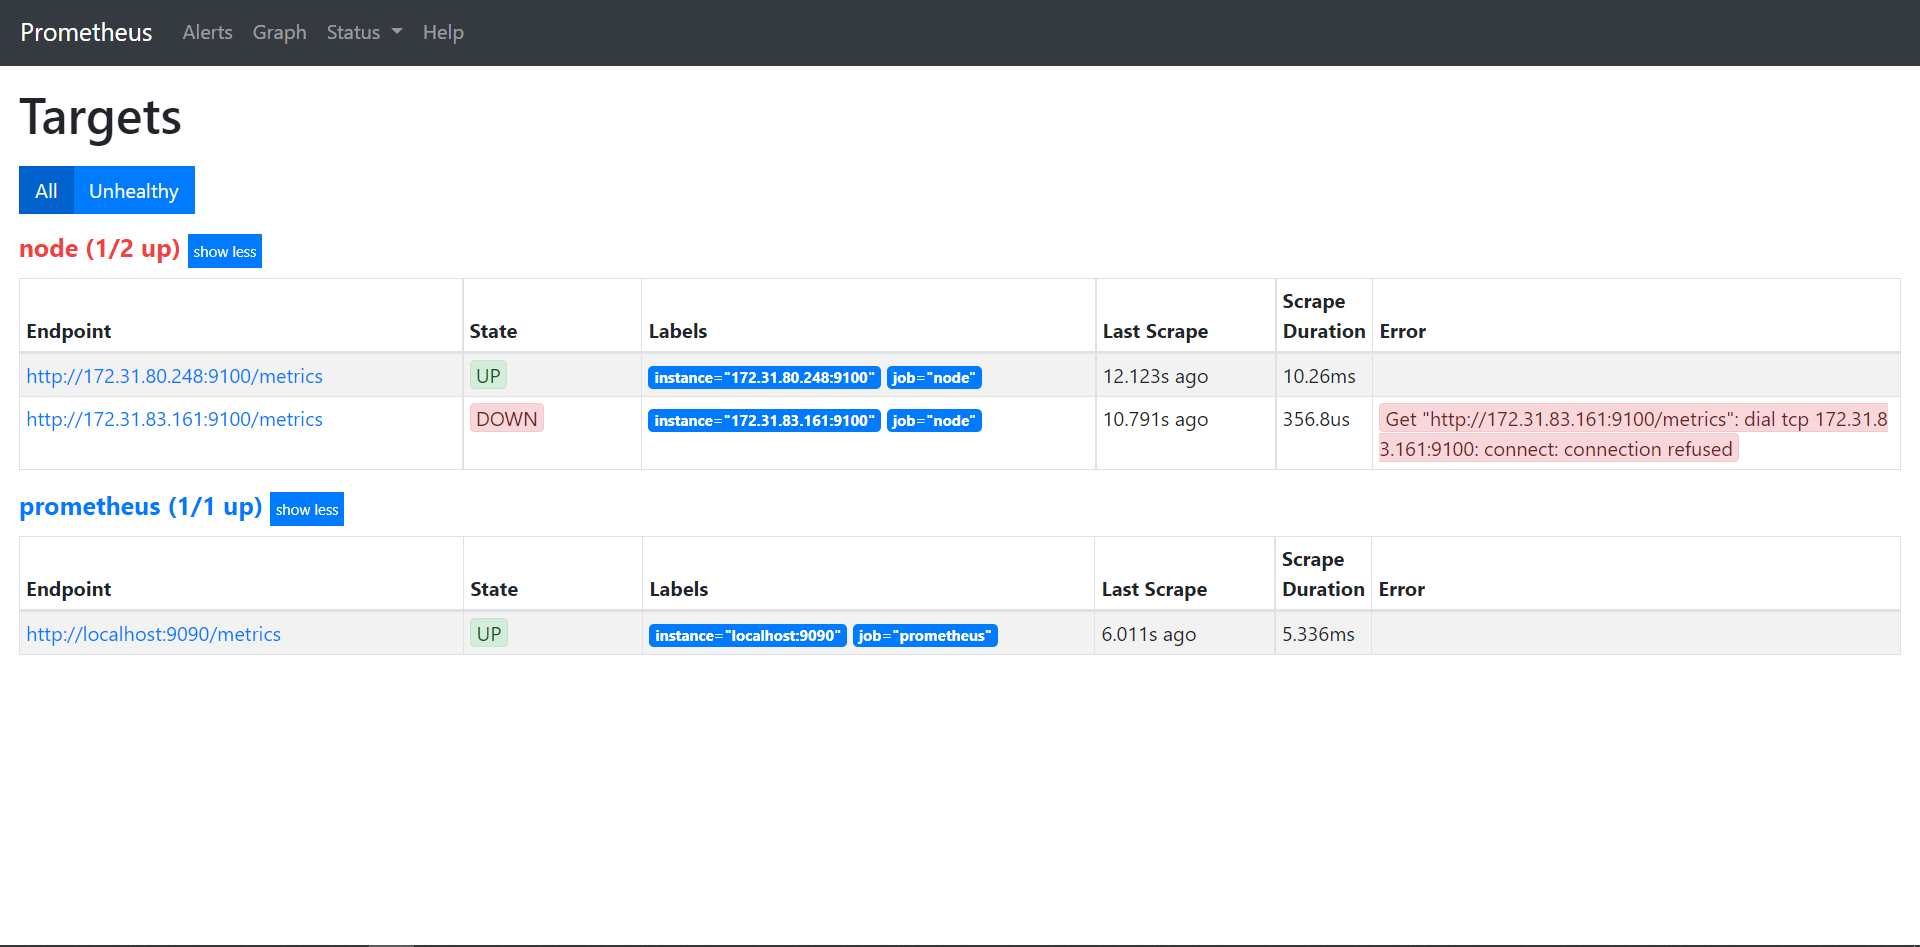 Prometheus Alerts Graph Status Help
Targets
All Unhealthy
node (1/2 up) show less
Endpoint State Labels Last Scrape Scrape Duration Error
http://172.31.80.248:9100/metrics UP instance="172.31.80.248:9100" job="node" 12.123s ago 10.26ms
http://172.31.83.161:9100/metrics DOWN instance="172.31.83.161:9100" job="node" 10.791s ago 356.8us Get "http://172.31.83.161:9100/metrics": dial tcp 172.31.8
3.161:9100: connect: connection refused
prometheus (1/1 up) show less
Endpoint State Labels Last Scrape Scrape Duration Error
http://localhost:9090/metrics UP instance="localhost:9090" job="prometheus" 6.011s ago 5.336ms